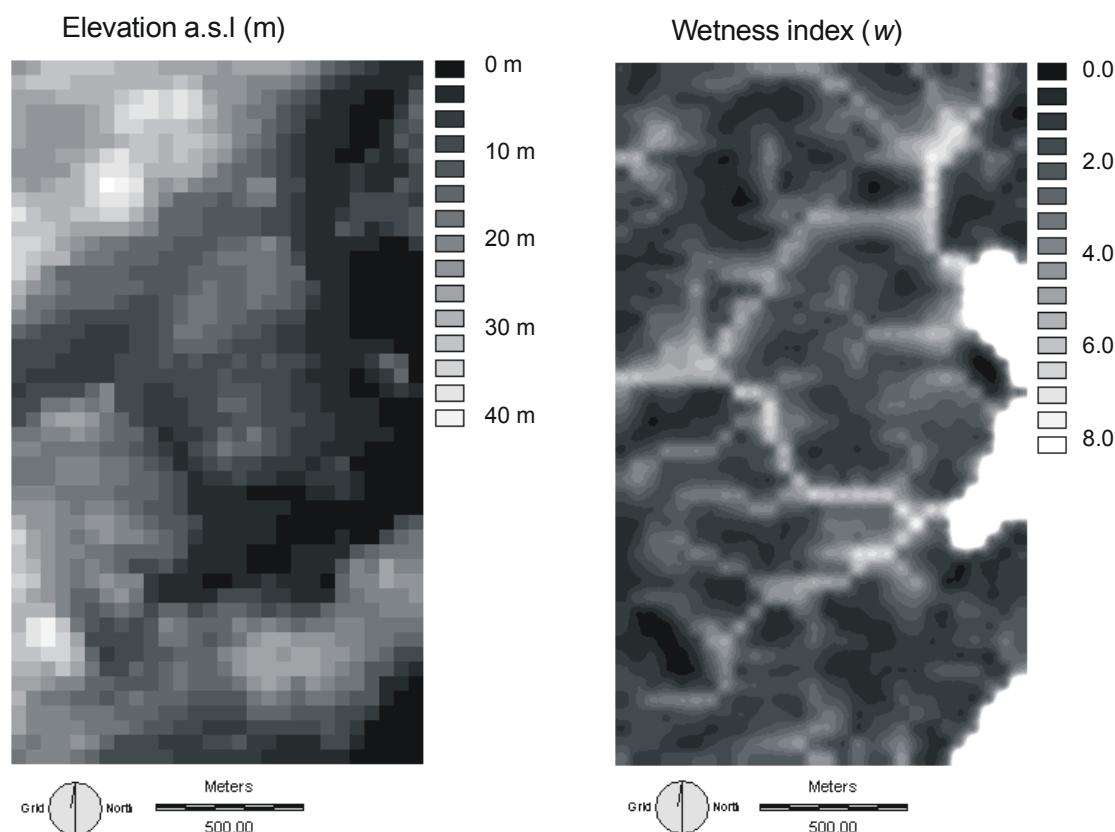 Elevation a.s.l (m)
0 m
10 m
20 m
30 m
40 m
Grid North
Meters
500.00
Wetness index (w)
0.0
2.0
4.0
6.0
8.0
Grid North
Meters
500.00